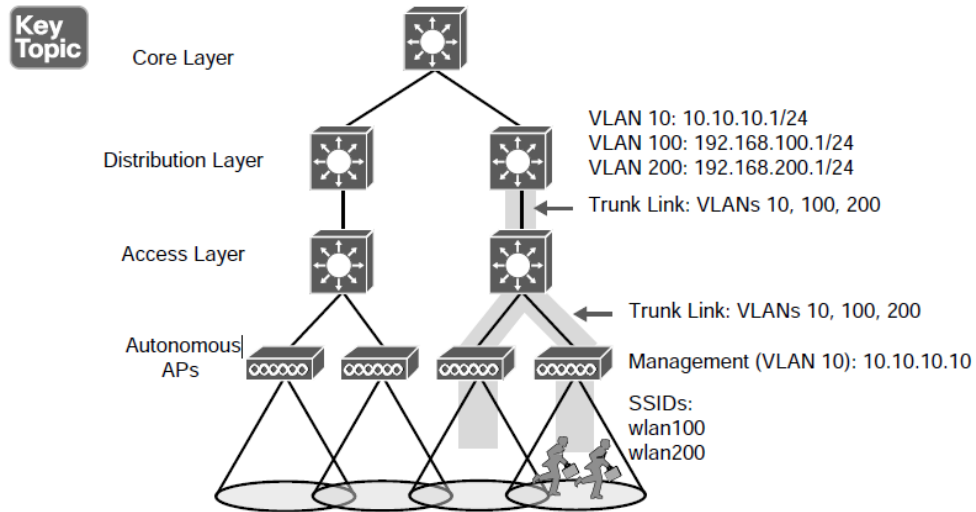 Key
Topic
Core Layer
VLAN 10: 10.10.10.1/24
VLAN 100: 192.168.100.1/24
VLAN 200: 192.168.200.1/24
Distribution Layer
Trunk Link: VLANs 10, 100, 200
Access Layer
Trunk Link: VLANs 10, 100, 200
Autonomous
APs
Management (VLAN 10): 10.10.10.10
SSIDs:
wlan100
wlan200